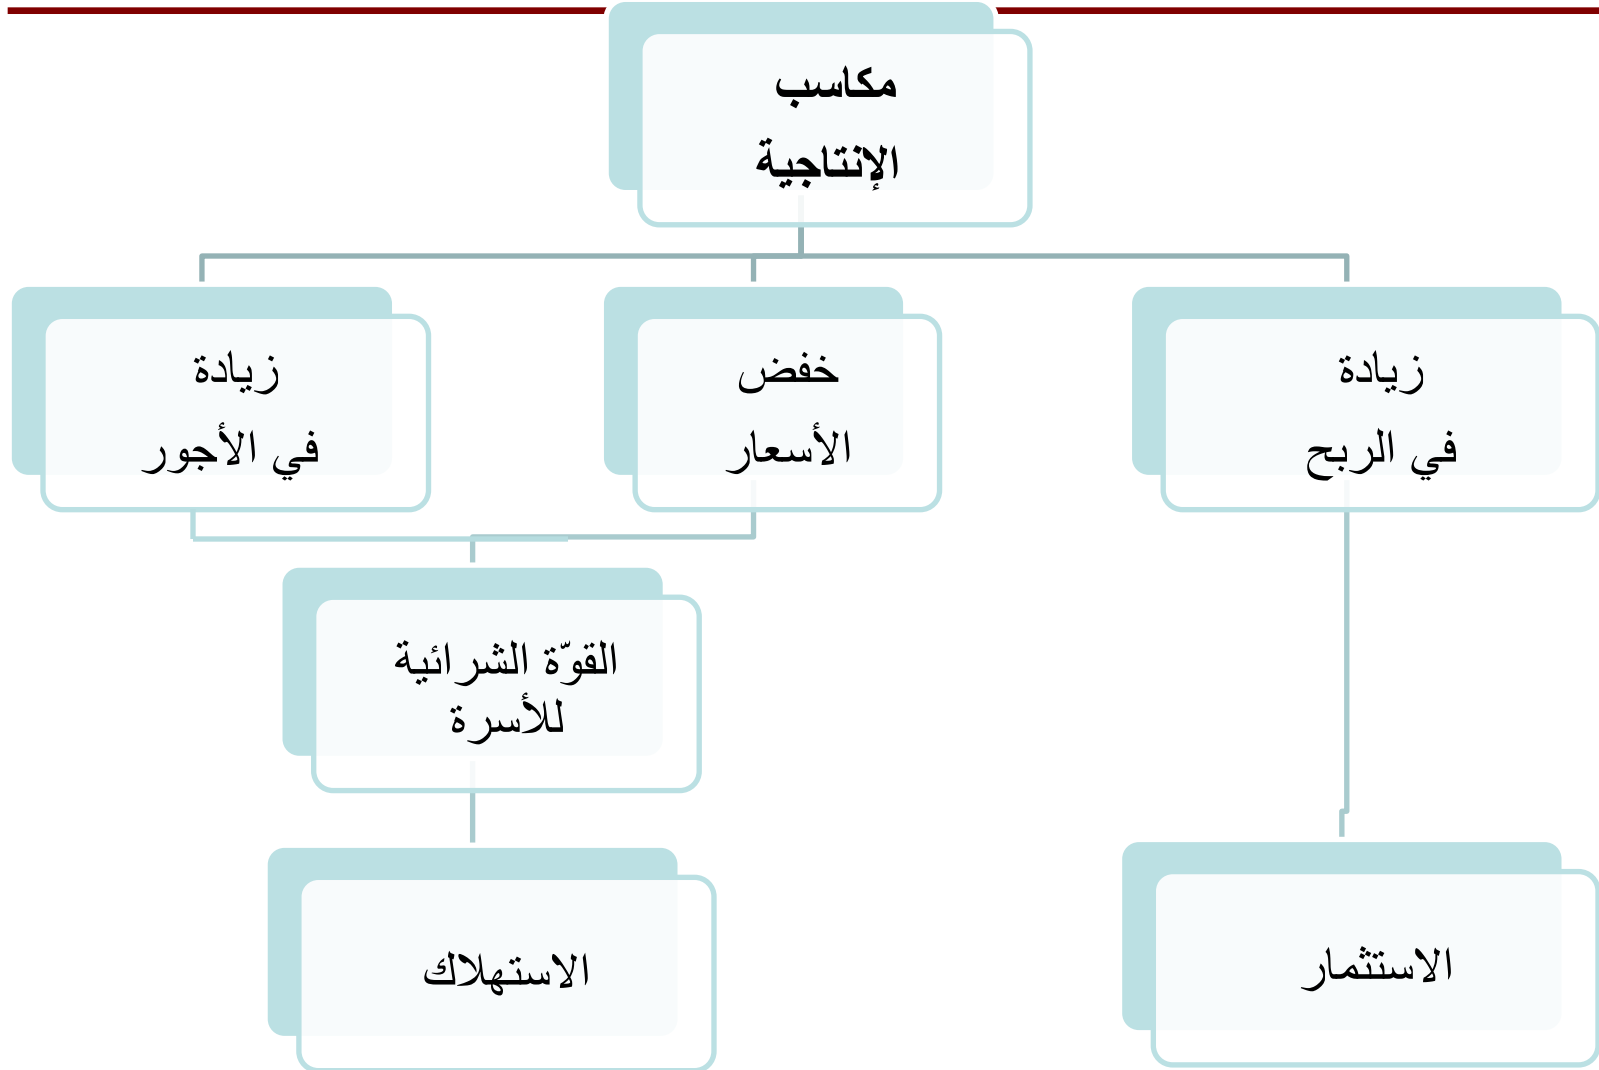 مكاسب
الإنتاجية
زيادة
في الربح
خفض
الأسعار
زيادة
في الأجور
القوّة الشرائية
للأسرة
الاستثمار
الاستهلاك